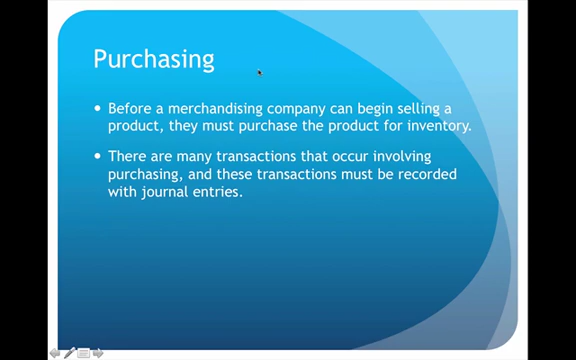 Purchasing
• Before a merchandising company can begin selling a
product, they must purchase the product for inventory.
• There are many transactions that occur involving
purchasing, and these transactions must be recorded
with journal entries.